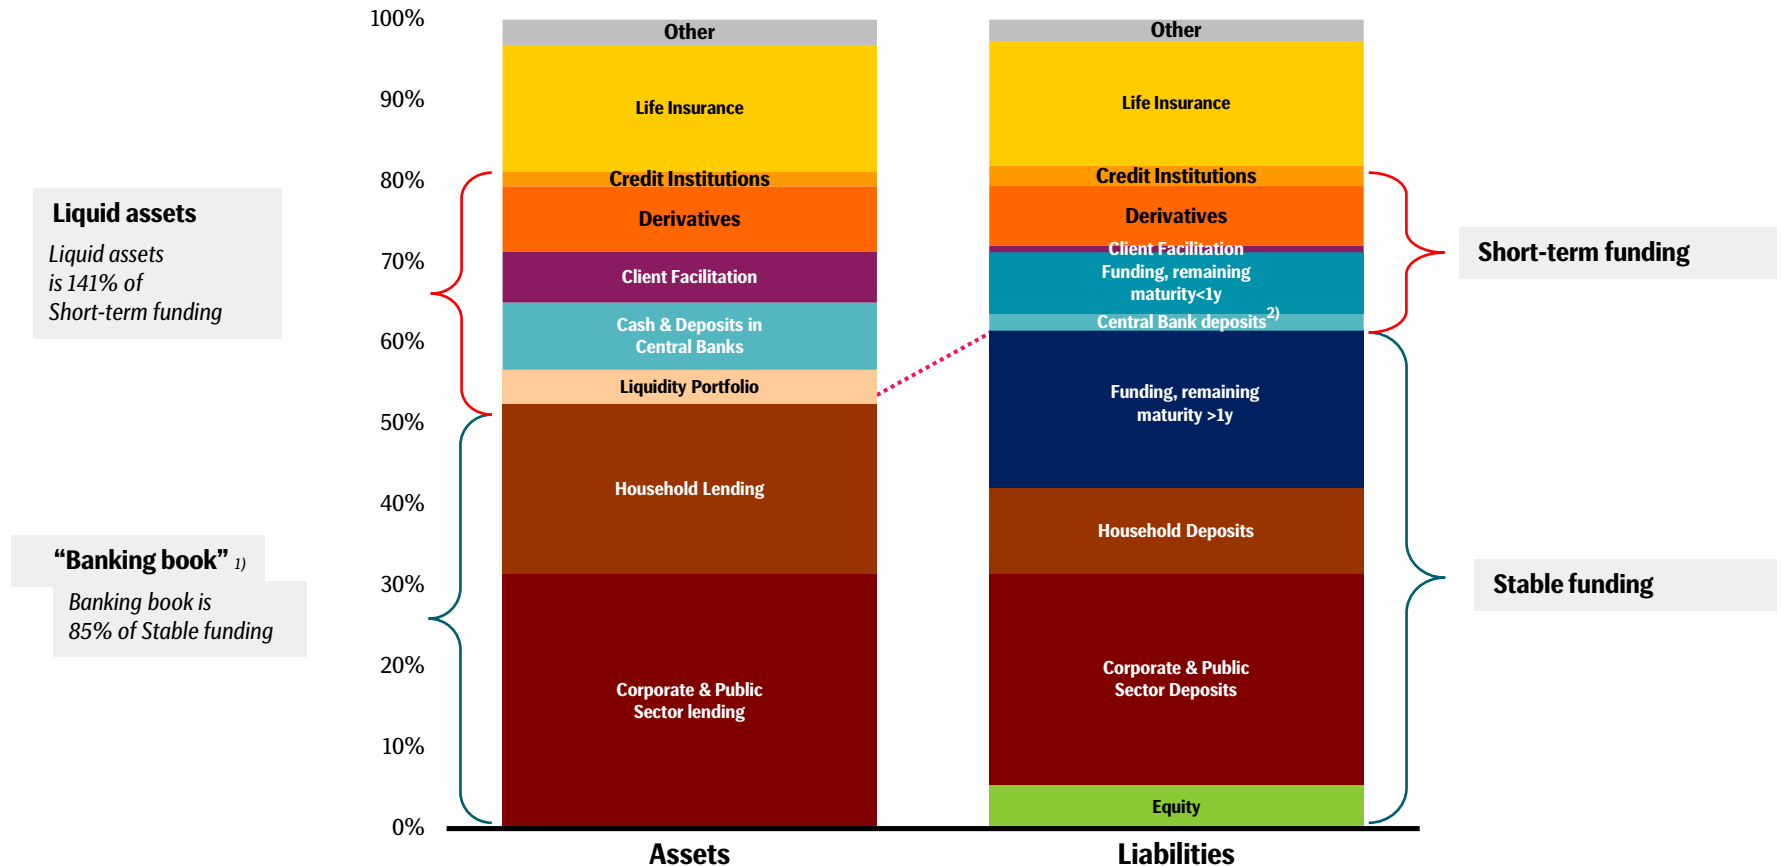 100%
90%
80%
70%
60%
50%
40%
30%
20%
10%
0%
Liquid assets
Liquid assets
is 141% of
Short-term funding
“Banking book” 1)
Banking book is
85% of Stable funding
Other
Life Insurance
Credit Institutions
Derivatives
Client Facilitation
Cash & Deposits in
Central Banks
Liquidity Portfolio
Household Lending
Corporate & Public
Sector lending
Assets
Other
Life Insurance
Credit Institutions
Derivatives
Client Facilitation
Funding, remaining
maturity<1y
Central Bank deposits2)
Funding, remaining
maturity >1y
Household Deposits
Corporate & Public
Sector Deposits
Equity
Liabilities
Short-term funding
Stable funding